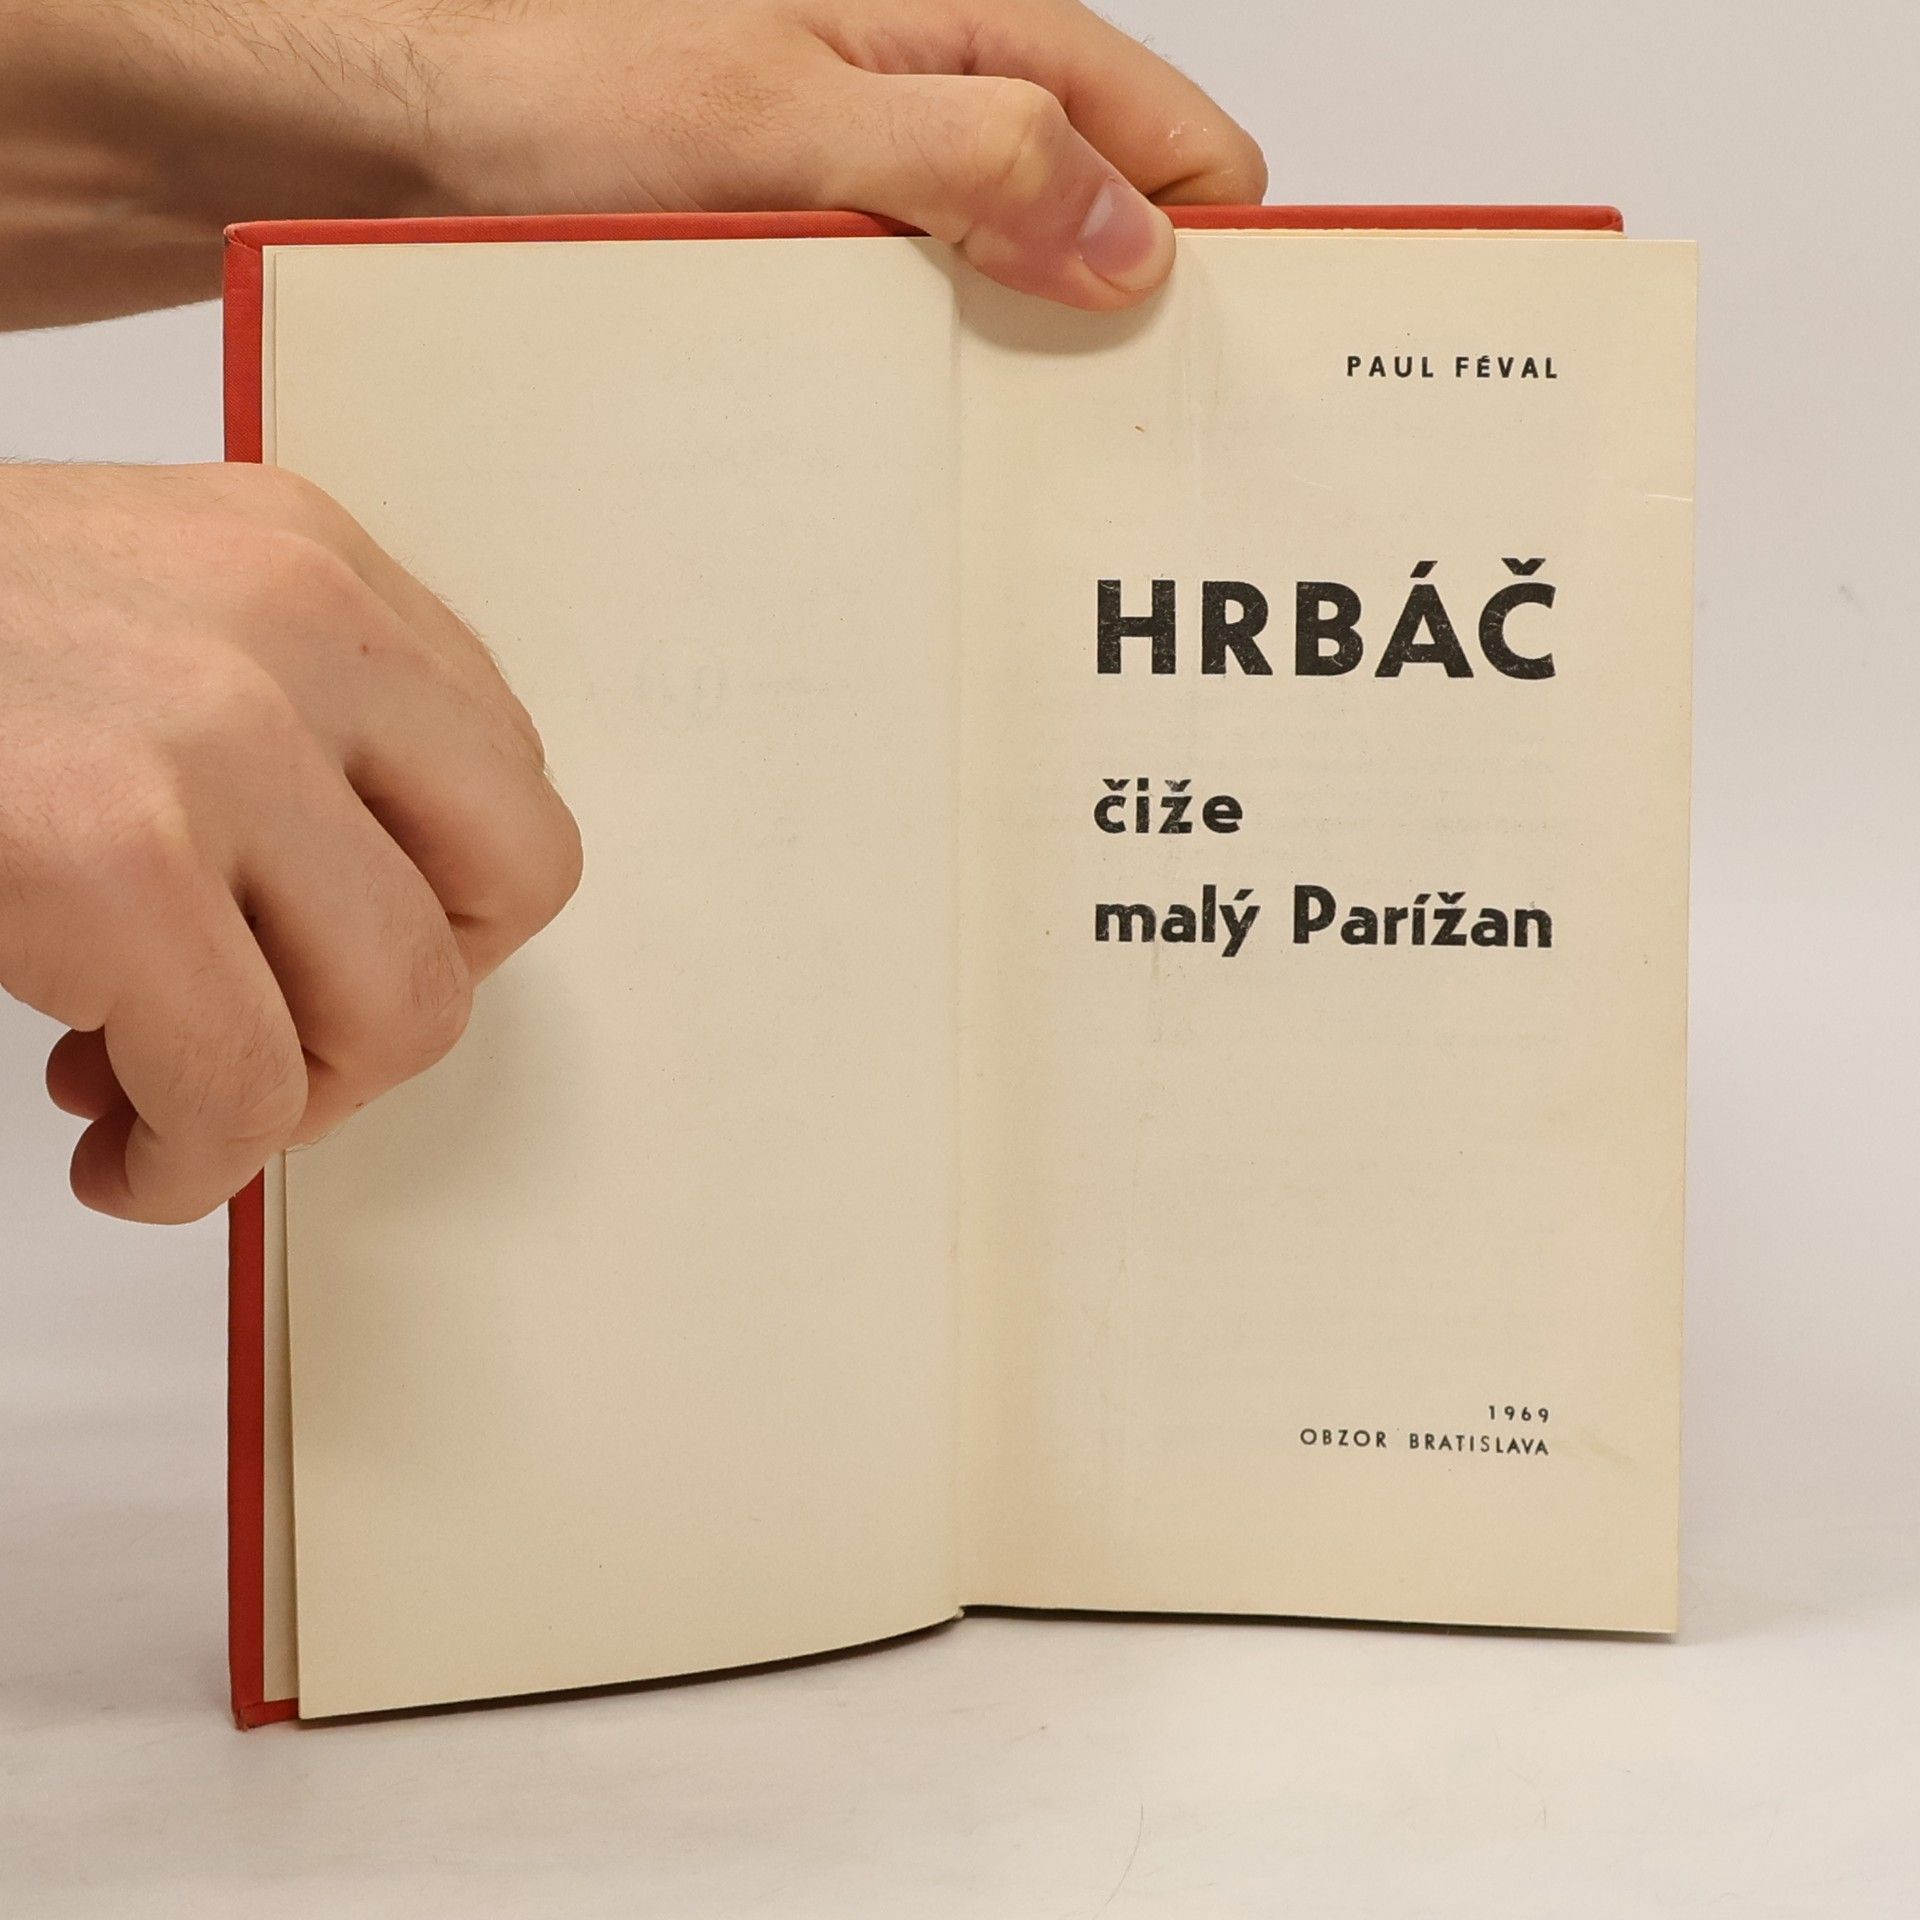 PAUL FÉVAL
HRBÁČ
čiže
malý Parížan
1969
OBZOR BRATISLAVA